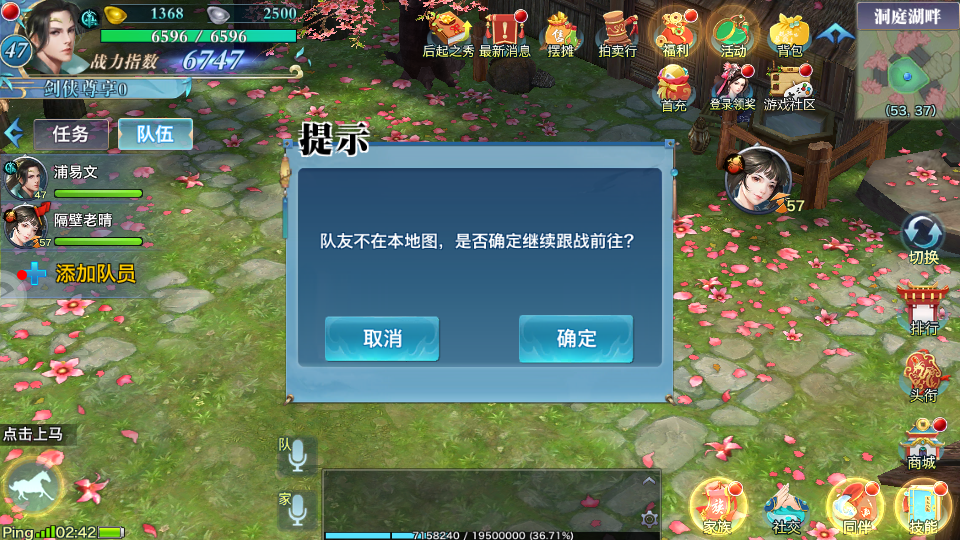 1368
2500
47
6596 / 6596
战力指数 6747
剑侠尊享0
任务
队伍
浦易文
47
隔壁老晴
57
添加队员
后起之秀
最新消息
摆摊
拍卖行
福利
活动
背包
首充
登录领奖
游戏社区
洞庭湖畔
(53, 37)
57
提示
队友不在本地图，是否确定继续跟战前往？
取消
确定
切换
排行
头衔
商城
点击上马
队
家
Ping
02:42
7158240 / 19500000 (36.71%)
家族
社交
同伴
技能